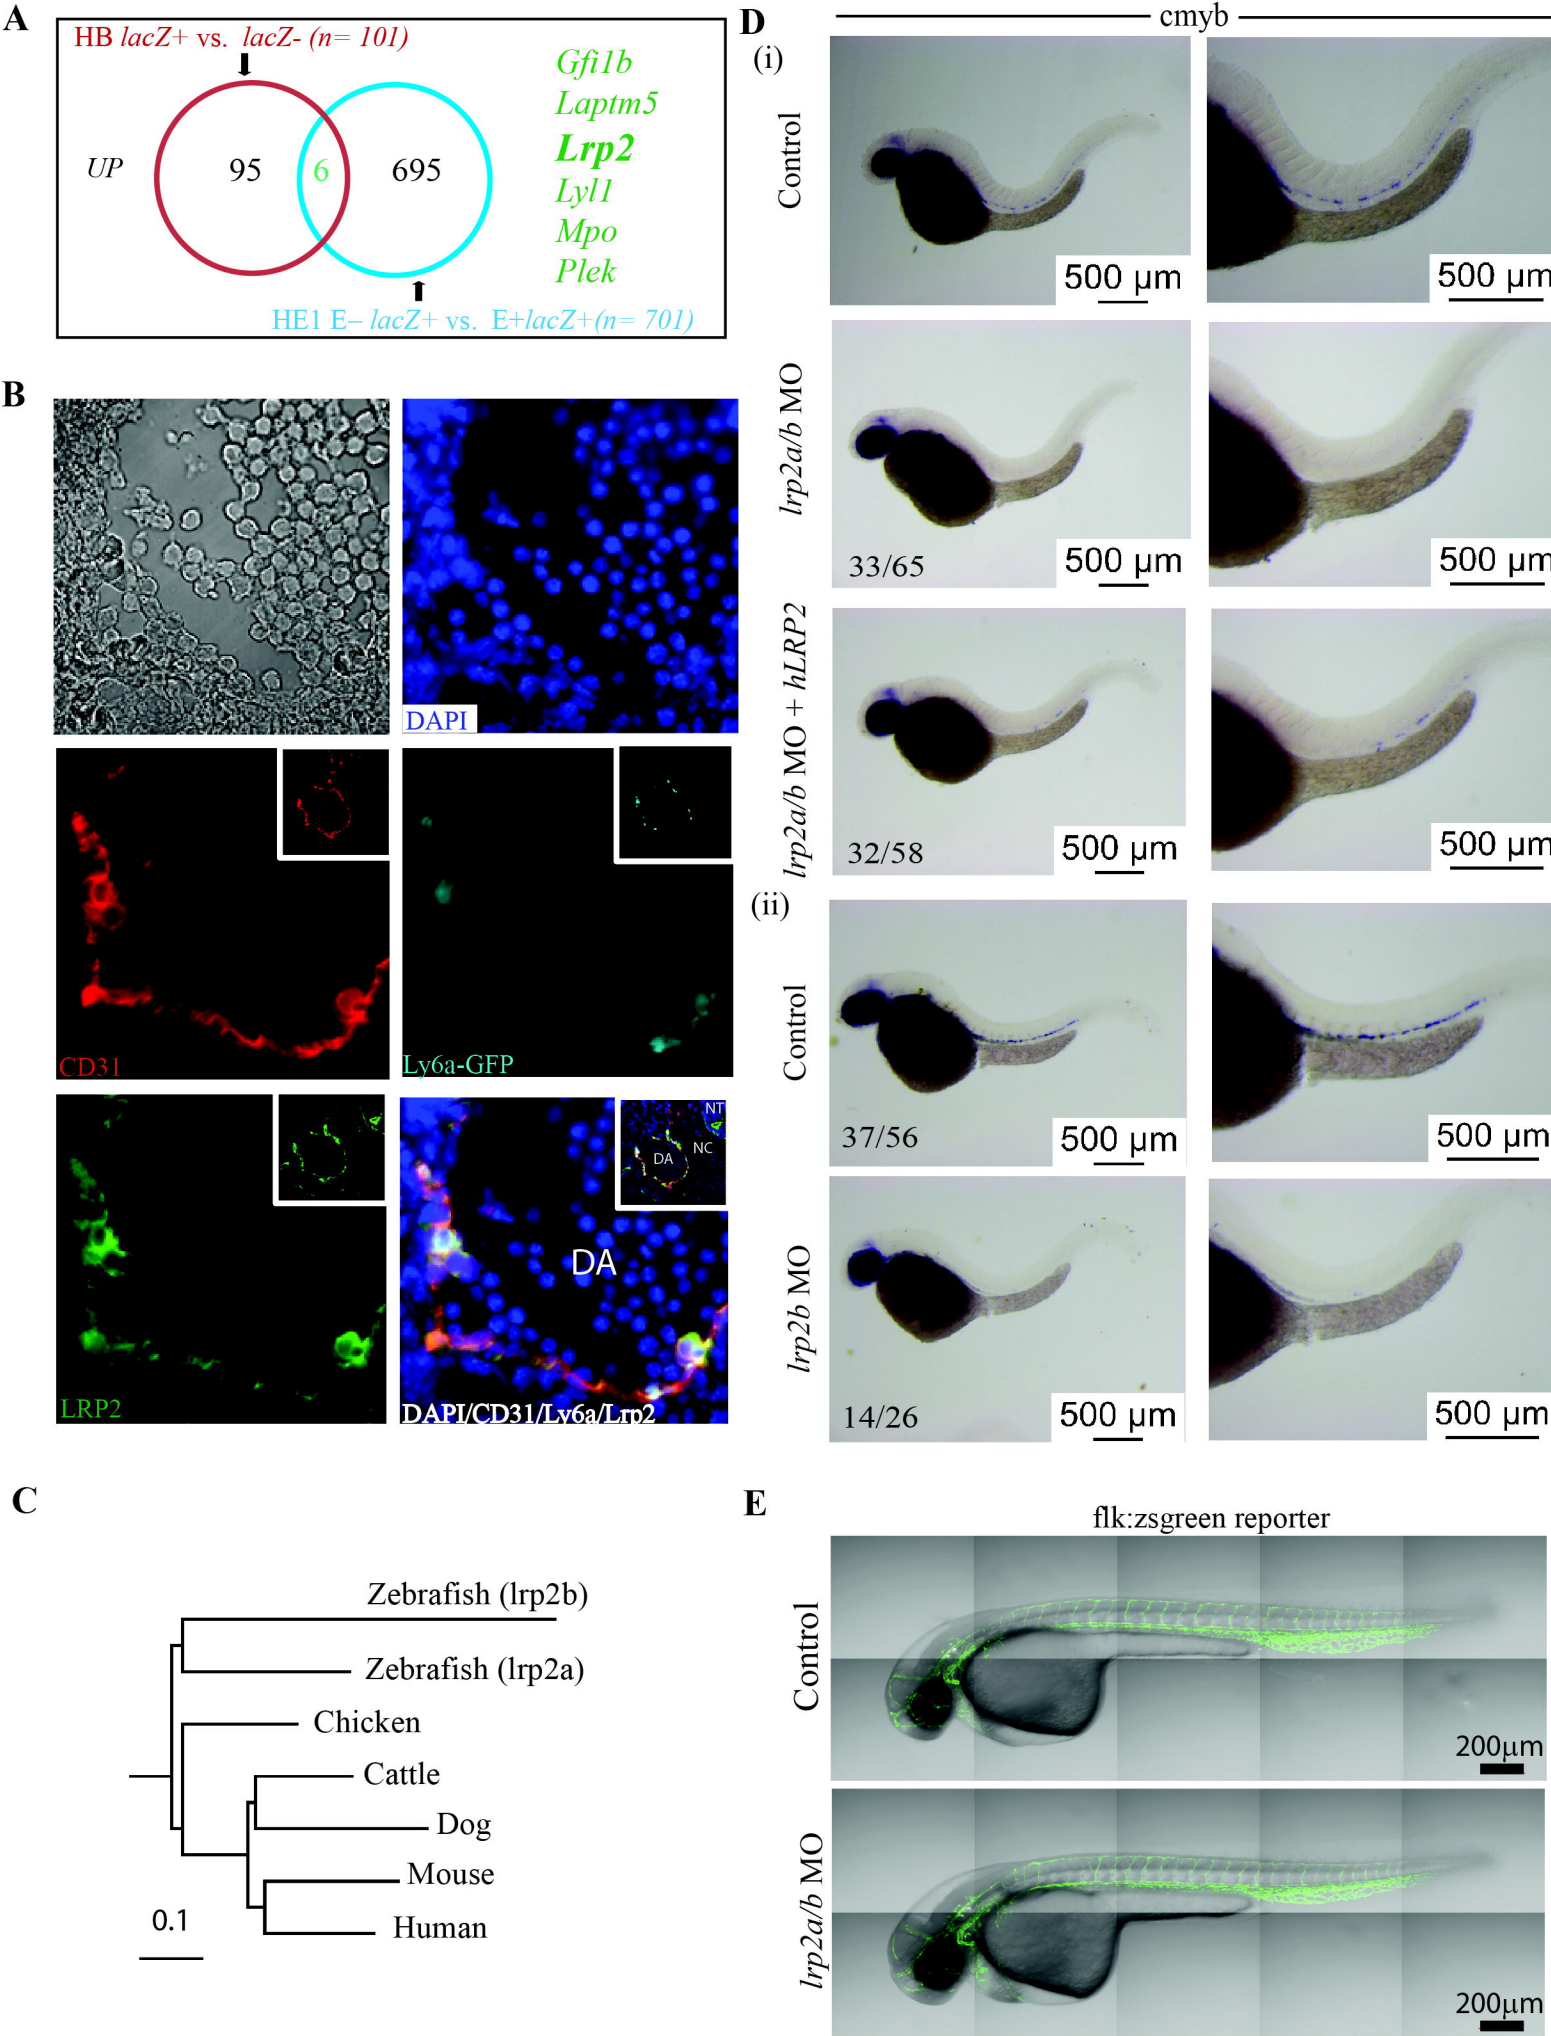 A
HB lacZ+ vs. lacZ- (n= 101)
UP
95
6
695
HE1 E– lacZ+ vs. E+lacZ+(n= 701)
Gfi1b
Laptm5
Lrp2
Lyl1
Mpo
Plek
B
DAPI
CD31
Ly6a-GFP
LRP2
NT
NC
DA
DA
DAPI/CD31/Ly6a/Lrp2
C
Zebrafish (lrp2b)
Zebrafish (lrp2a)
Chicken
Cattle
Dog
Mouse
Human
0.1
D
cmyb
(i)
Control
500 µm
500 µm
lrp2a/b MO
33/65
500 µm
500 µm
lrp2a/b MO + hLRP2
32/58
500 µm
500 µm
(ii)
Control
37/56
500 µm
500 µm
lrp2b MO
14/26
500 µm
500 µm
E
flk:zsgreen reporter
Control
200µm
lrp2a/b MO
200µm